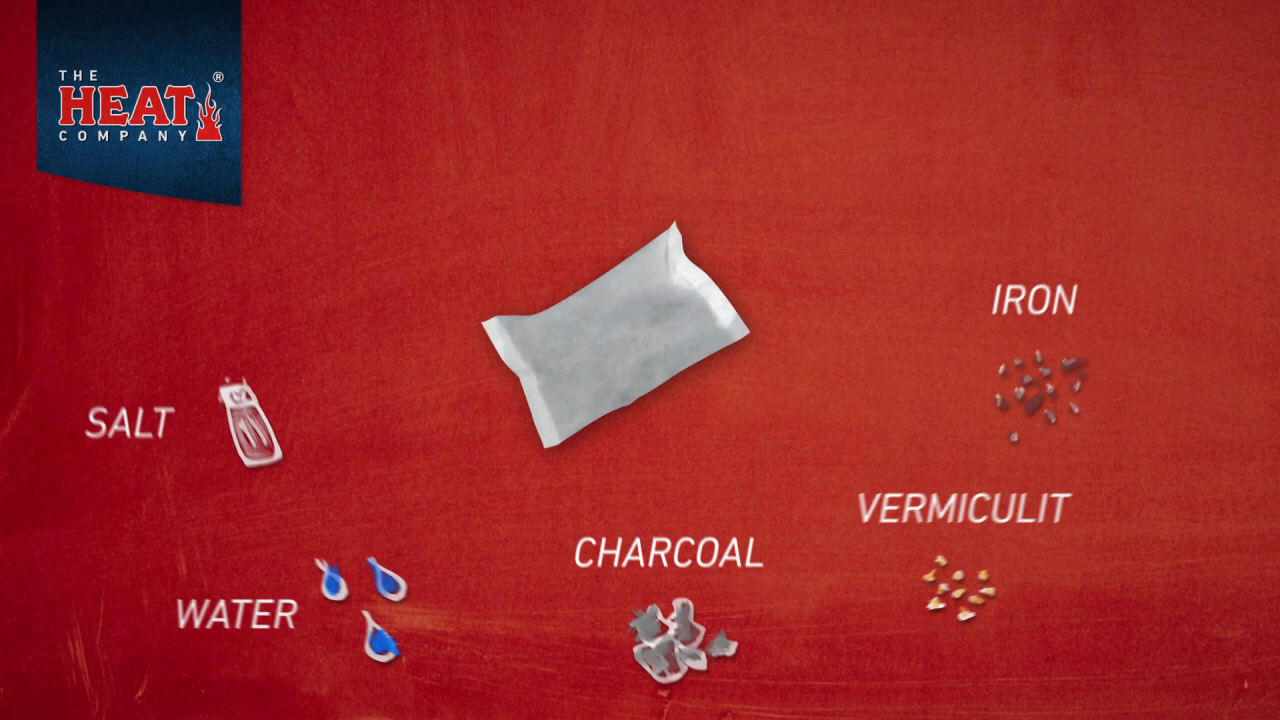 THE
HEAT®
COMPANY
IRON
SALT
VERMICULIT
CHARCOAL
WATER